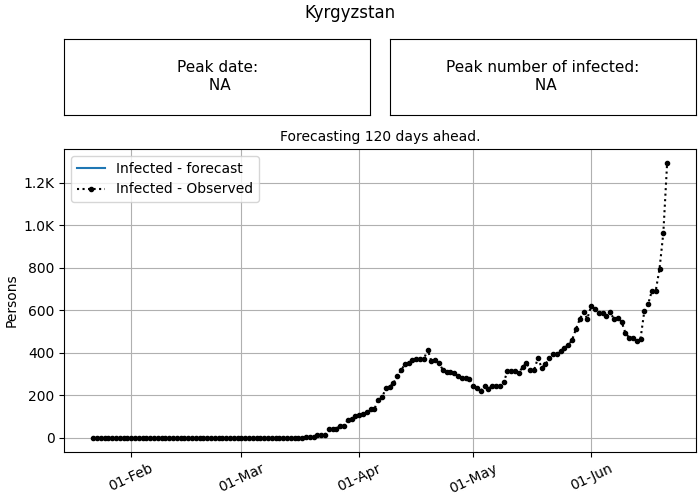 Kyrgyzstan
Peak date:
NA
Peak number of infected:
NA
Forecasting 120 days ahead.
Infected - forecast
Infected - Observed
Persons
1.2K
1.0K
800
600
400
200
0
01-Feb
01-Mar
01-Apr
01-May
01-Jun